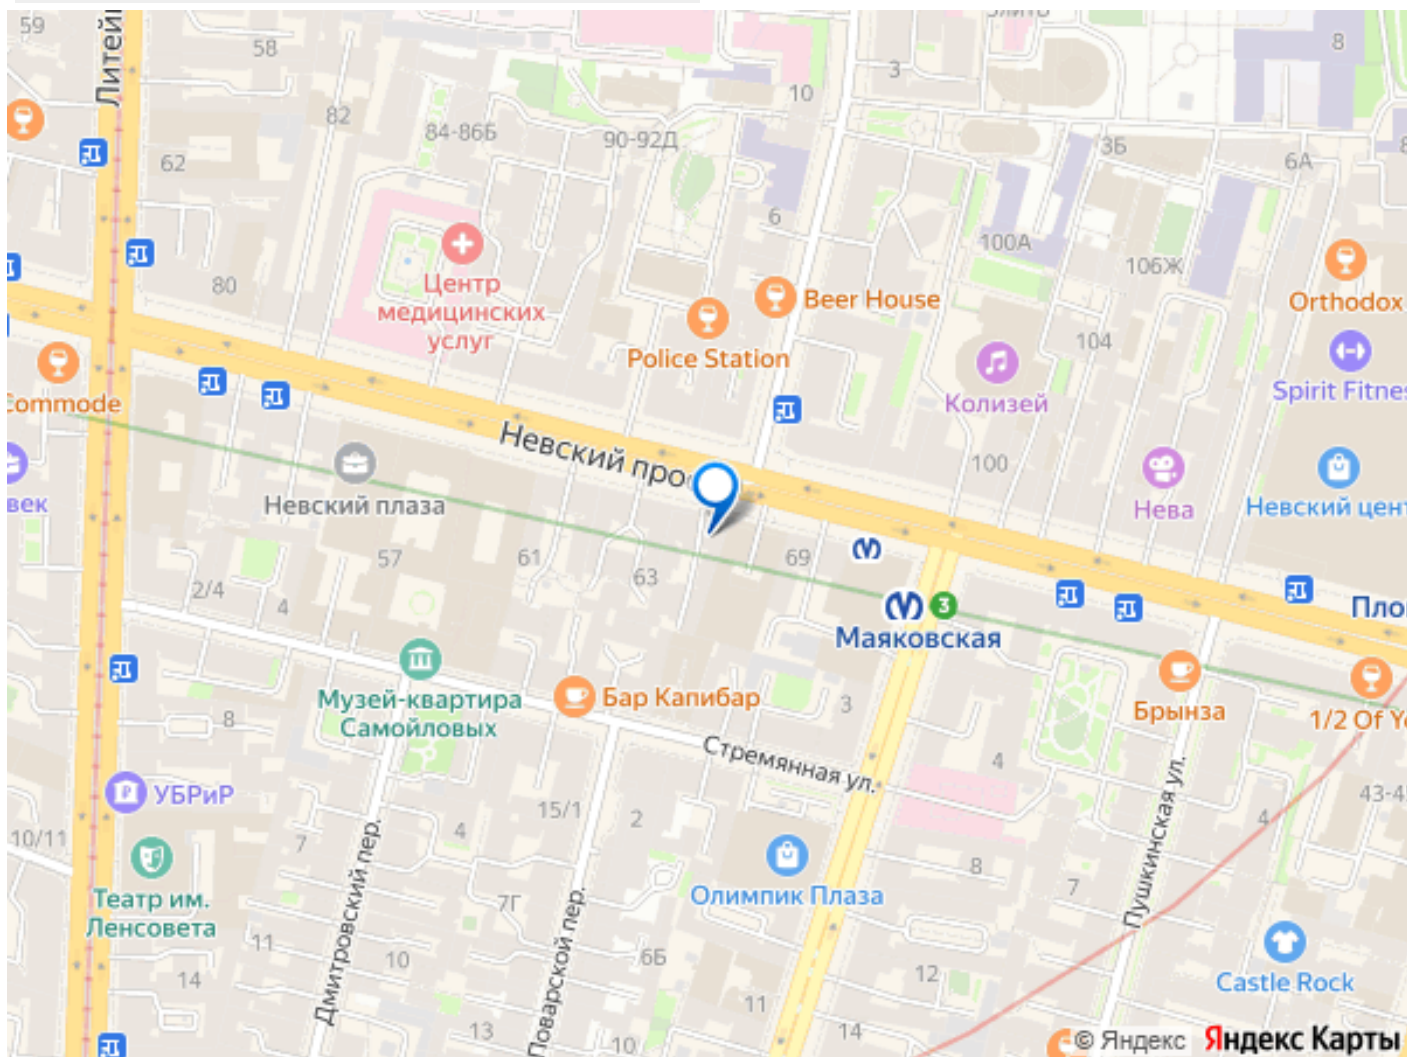 59
58
Литей
82
84-86Б
90-92Д
10
3
8
3Б
6А
62
6
100А
106Ж
80
Центр
медицинских
услуг
Beer House
Police Station
Orthodox
104
Колизей
Spirit Fitnes
Commode
Невский про
100
Невский плаза
век
Нева
Невский цент
57
61
63
69
2/4
4
3
Маяковская
Пло
Музей-квартира
Самойловых
Бар Капибар
3
Брынза
1/2 Of Yo
8
Стремянная ул.
4
УБРиР
15/1
2
4
43-4
10/11
7
4
Олимпик Плаза
8
7
Пушкинская ул.
Театр им.
Ленсовета
7Г
Дмитровский пер.
Поварской пер.
11
10
6Б
12
Castle Rock
14
13
10
11
14
© Яндекс Яндекс Карты